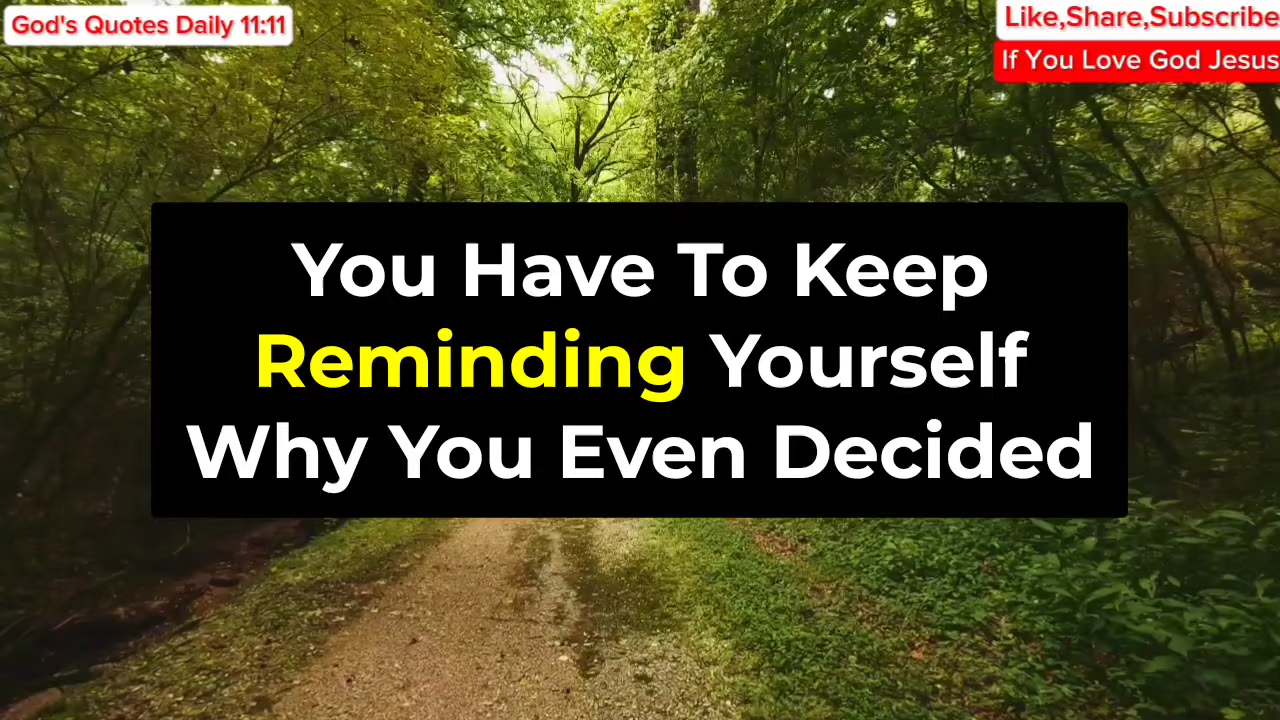 God's Quotes Daily 11:11
Like,Share,Subscribe
If You Love God Jesus
You Have To Keep
Reminding Yourself
Why You Even Decided